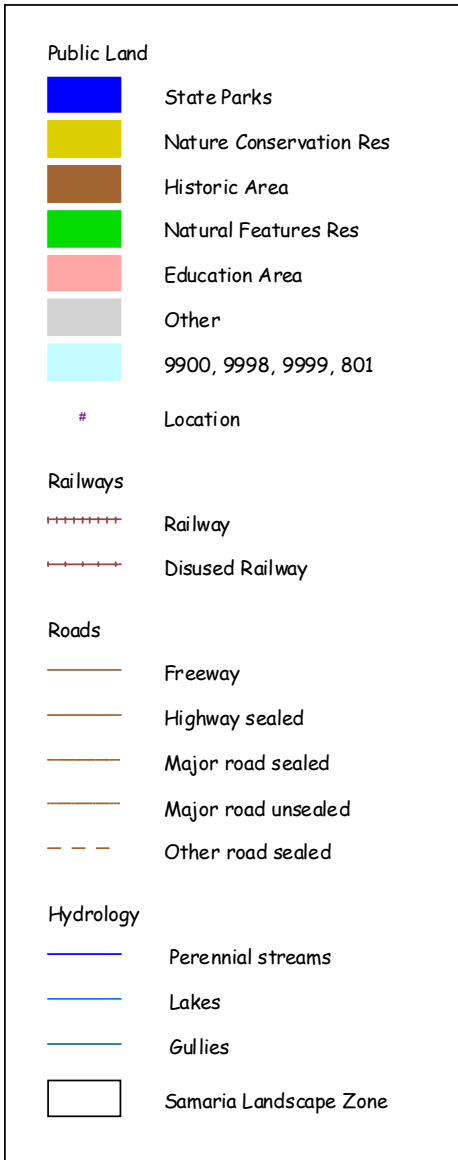 Public Land
State Parks
Nature Conservation Res
Historic Area
Natural Features Res
Education Area
Other
9900, 9998, 9999, 801
# Location
Railways
Railway
Disused Railway
Roads
Freeway
Highway sealed
Major road sealed
Major road unsealed
Other road sealed
Hydrology
Perennial streams
Lakes
Gullies
Samaria Landscape Zone